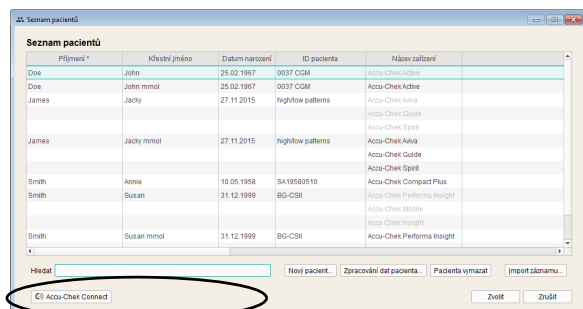 Seznam pacientů
Seznam pacientů
Příjmení * Křestní jméno Datum narození ID pacienta Název zařízení
Doe John 25.02.1967 0037 CGM Accu-Chek Active
Doe John mmol 25.02.1967 0037 CGM Accu-Chek Active
James Jacky 27.11.2015 high/low patterns Accu-Chek Aviva
Accu-Chek Guide
Accu-Chek Spirit
James Jacky mmol 27.11.2015 high/low patterns Accu-Chek Aviva
Accu-Chek Guide
Accu-Chek Spirit
Smith Annie 10.05.1958 SA19580510 Accu-Chek Compact Plus
Smith Susan 31.12.1999 BG-CSII Accu-Chek Performa Insight
Accu-Chek Mobile
Accu-Chek Insight
Smith Susan mmol 31.12.1999 BG-CSII Accu-Chek Performa Insight
Hledat Nový pacient... Zpracování dat pacienta... Pacienta vymazat Import záznamu...
Accu-Chek Connect Zvolit Zrušit